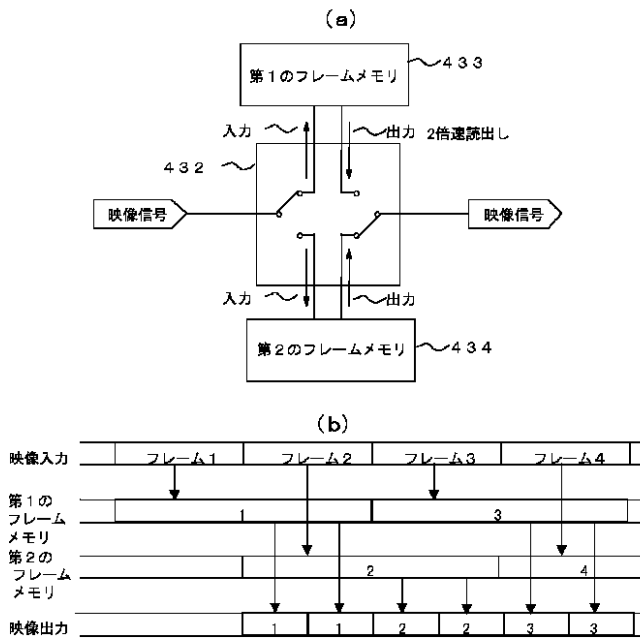 (a)
第1のフレームメモリ
433
入力
出力 2倍速読出し
432
映像信号
映像信号
入力
出力
第2のフレームメモリ
434
(b)
映像入力
フレーム1
フレーム2
フレーム3
フレーム4
第1の
フレーム
メモリ
1
3
第2の
フレーム
メモリ
2
4
映像出力
1
1
2
2
3
3